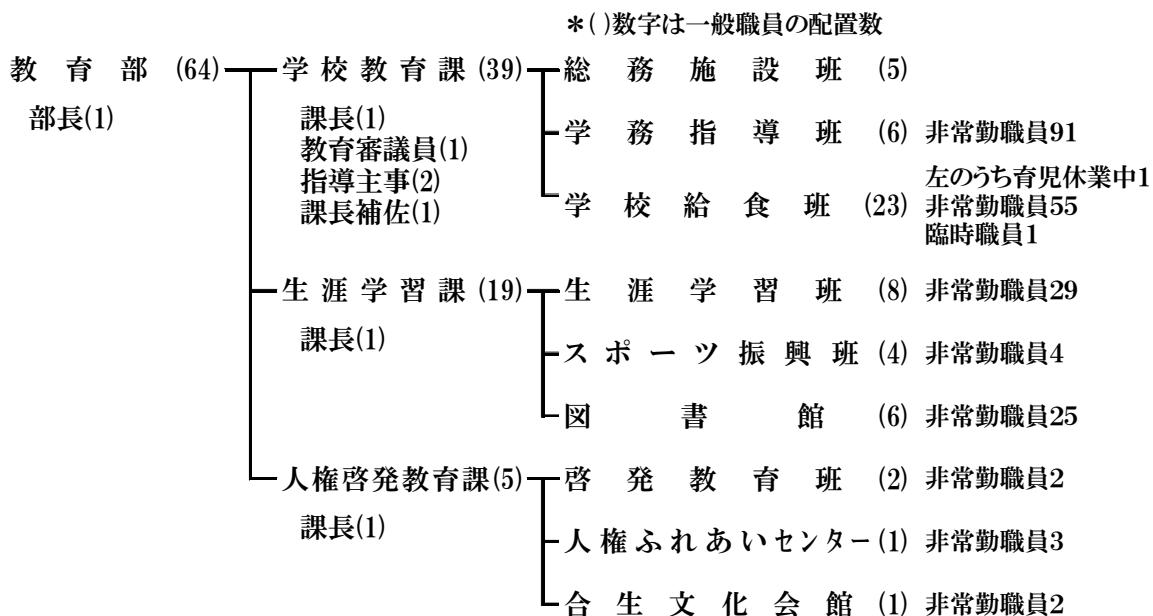 ＊( )数字は一般職員の配置数
教育部(64) 学校教育課(39) 総務施設班(5)
部長(1)
課長(1)
教育審議員(1)
指導主事(2)
課長補佐(1)
学務指導班(6) 非常勤職員91
学校給食班(23) 左のうち育児休業中1
非常勤職員55
臨時職員1
生涯学習課(19) 生涯学習班(8) 非常勤職員29
課長(1)
スポーツ振興班(4) 非常勤職員4
図書館(6) 非常勤職員25
人権啓発教育課(5) 啓発教育班(2) 非常勤職員2
課長(1)
人権ふれあいセンター(1) 非常勤職員3
合生文化会館(1) 非常勤職員2